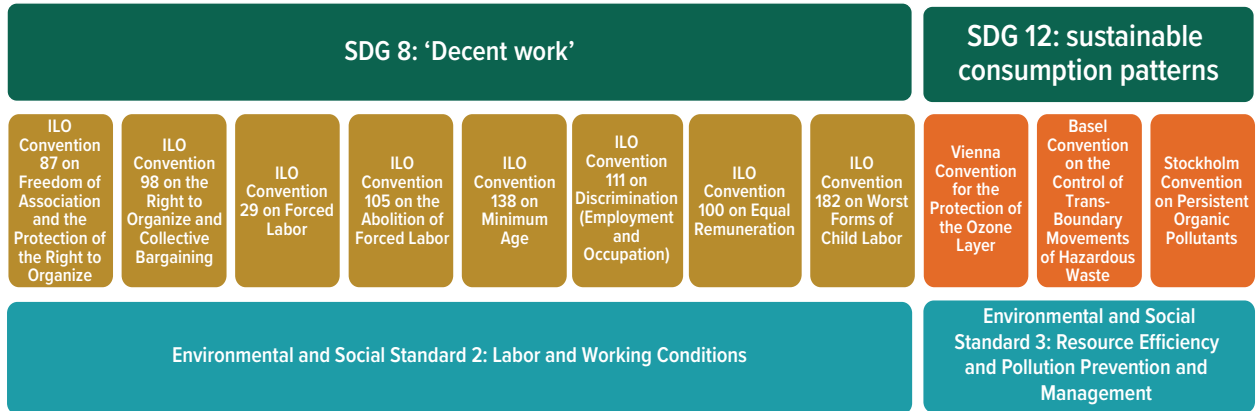 SDG 8: ‘Decent work’
SDG 12: sustainable
consumption patterns
ILO
Convention
87 on
Freedom of
Association
and the
Protection of
the Right to
Organize
ILO
Convention
98 on the
Right to
Organize and
Collective
Bargaining
ILO
Convention
29 on Forced
Labor
ILO
Convention
105 on the
Abolition of
Forced Labor
ILO
Convention
138 on
Minimum
Age
ILO
Convention
111 on
Discrimination
(Employment
and
Occupation)
ILO
Convention
100 on Equal
Remuneration
ILO
Convention
182 on Worst
Forms of
Child Labor
Vienna
Convention
for the
Protection of
the Ozone
Layer
Basel
Convention
on the
Control of
Trans-
Boundary
Movements
of Hazardous
Waste
Stockholm
Convention
on Persistent
Organic
Pollutants
Environmental and Social Standard 2: Labor and Working Conditions
Environmental and Social
Standard 3: Resource Efficiency
and Pollution Prevention and
Management